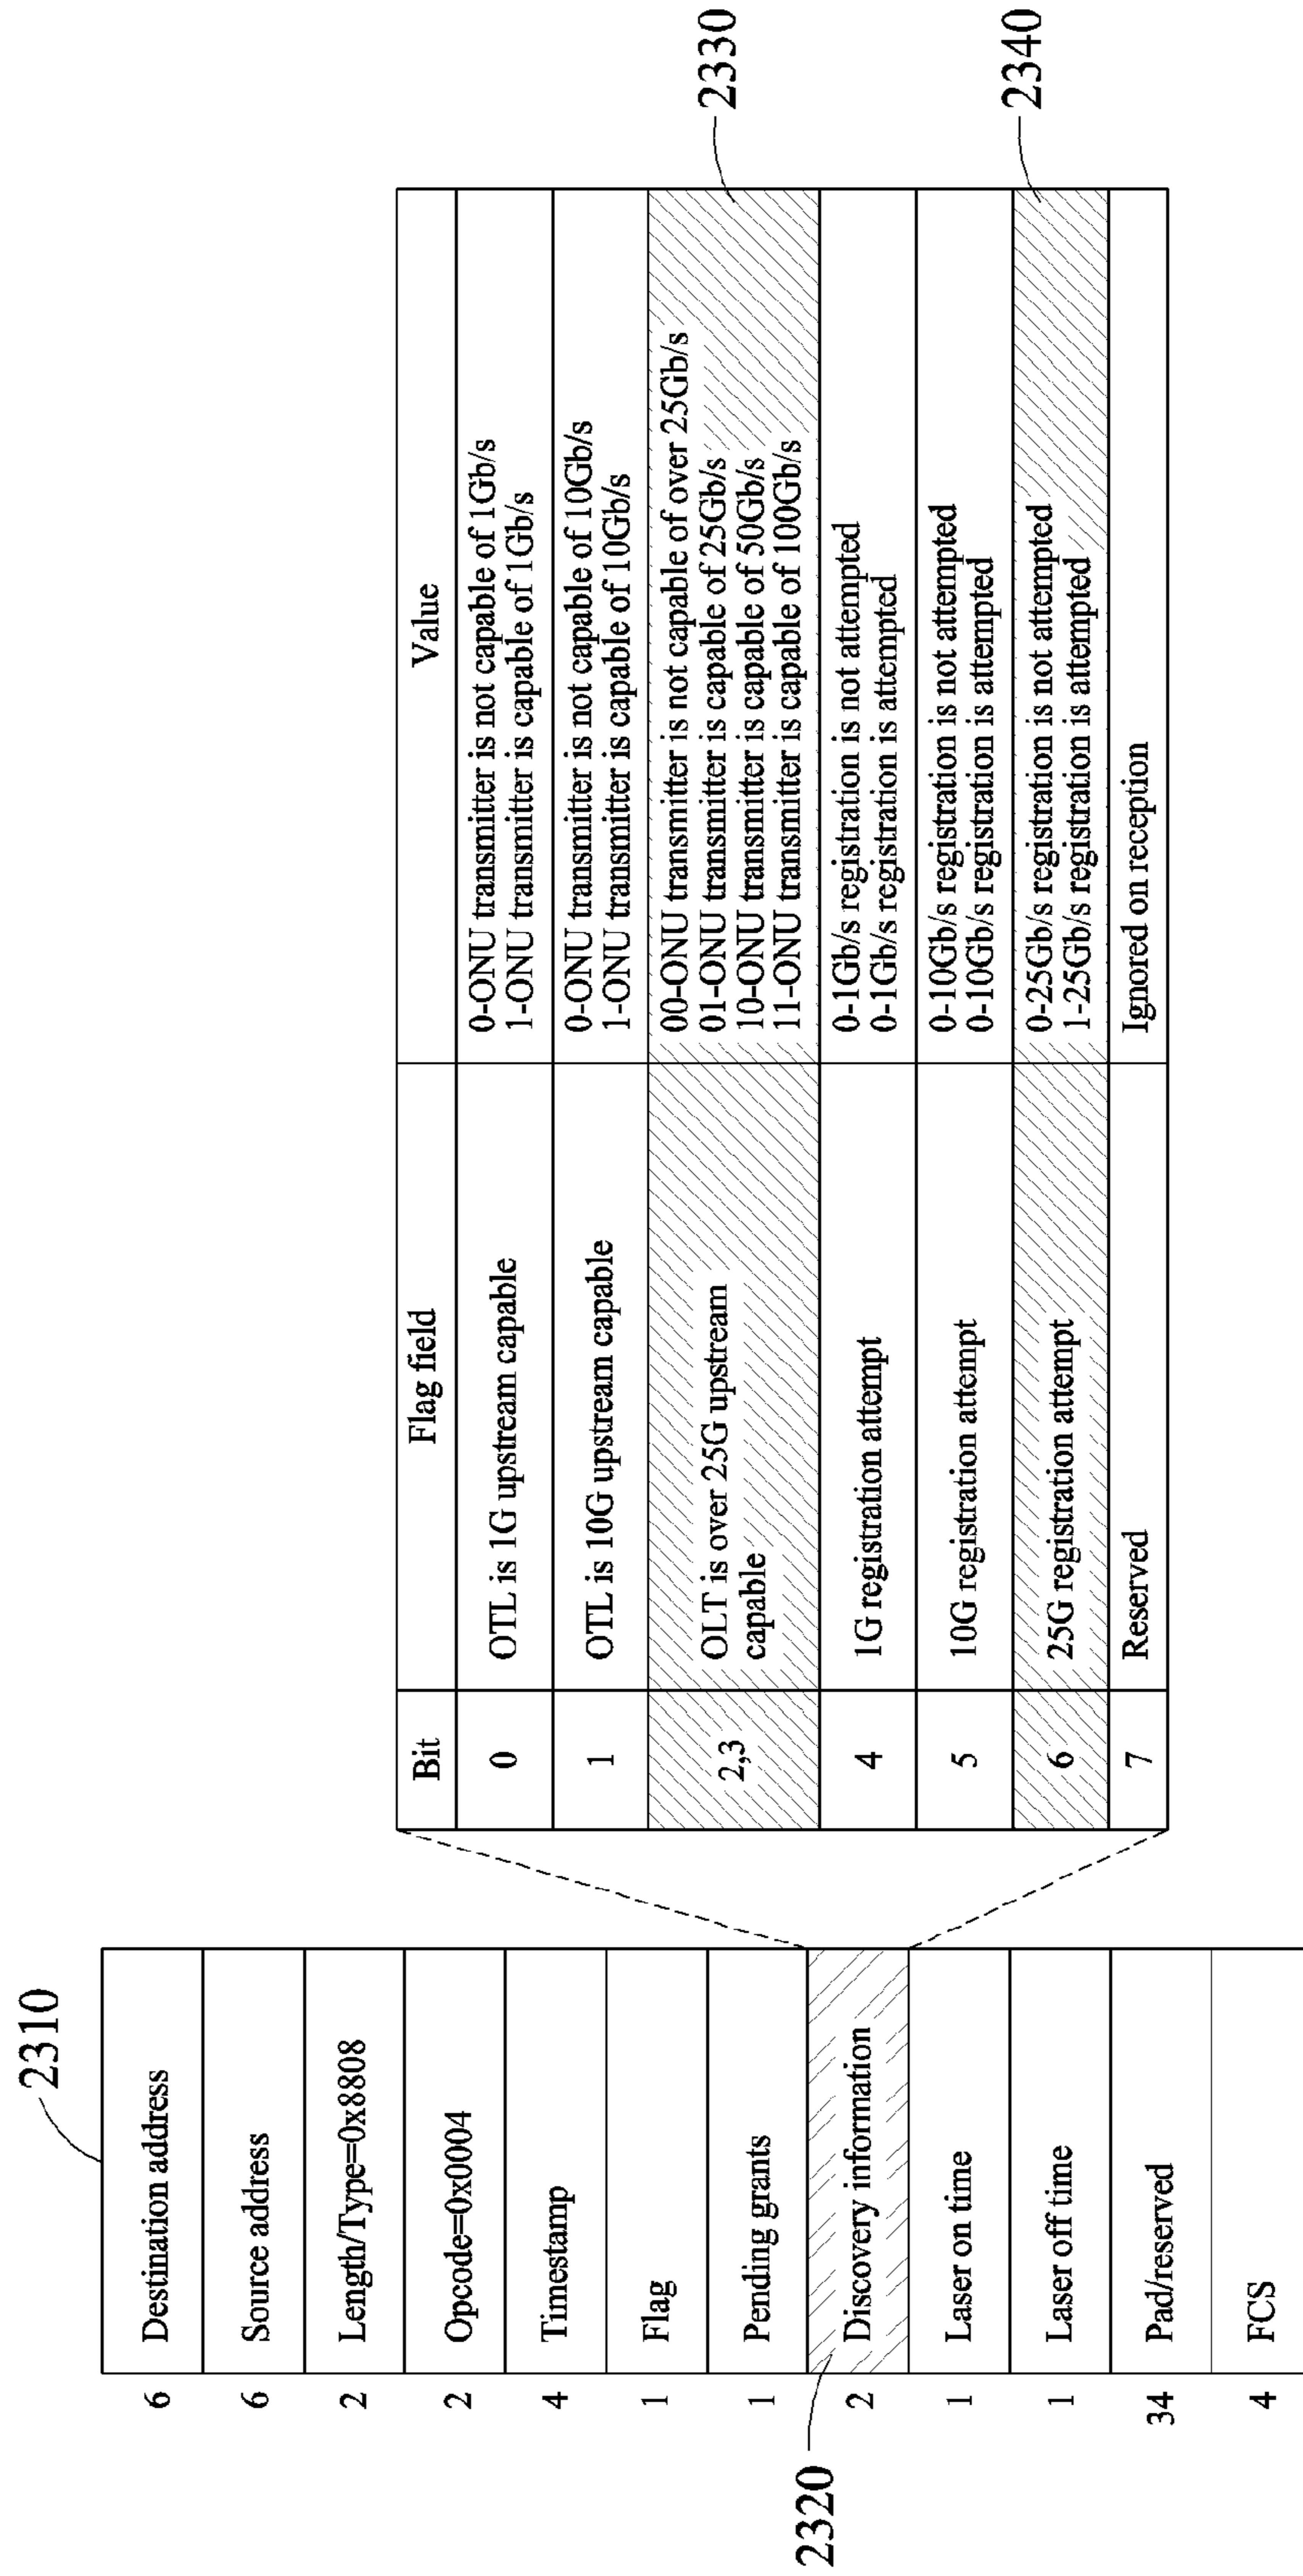 2310
6 Destination address
6 Source address
2 Length/Type=0x8808
2 Opcode=0x0004
4 Timestamp
1 Flag
1 Pending grants
2320
2 Discovery information
1 Laser on time
1 Laser off time
34 Pad/reserved
4 FCS
Bit Flag field Value
0 OTL is 1G upstream capable 0-ONU transmitter is not capable of 1Gb/s
1-ONU transmitter is capable of 1Gb/s
1 OTL is 10G upstream capable 0-ONU transmitter is not capable of 10Gb/s
1-ONU transmitter is capable of 10Gb/s
2,3 OLT is over 25G upstream
capable
00-ONU transmitter is not capable of over 25Gb/s
01-ONU transmitter is capable of 25Gb/s
10-ONU transmitter is capable of 50Gb/s
11-ONU transmitter is capable of 100Gb/s
2330
4 1G registration attempt 0-1Gb/s registration is not attempted
0-1Gb/s registration is attempted
5 10G registration attempt 0-10Gb/s registration is not attempted
0-10Gb/s registration is attempted
6 25G registration attempt 0-25Gb/s registration is not attempted
1-25Gb/s registration is attempted
2340
7 Reserved Ignored on reception